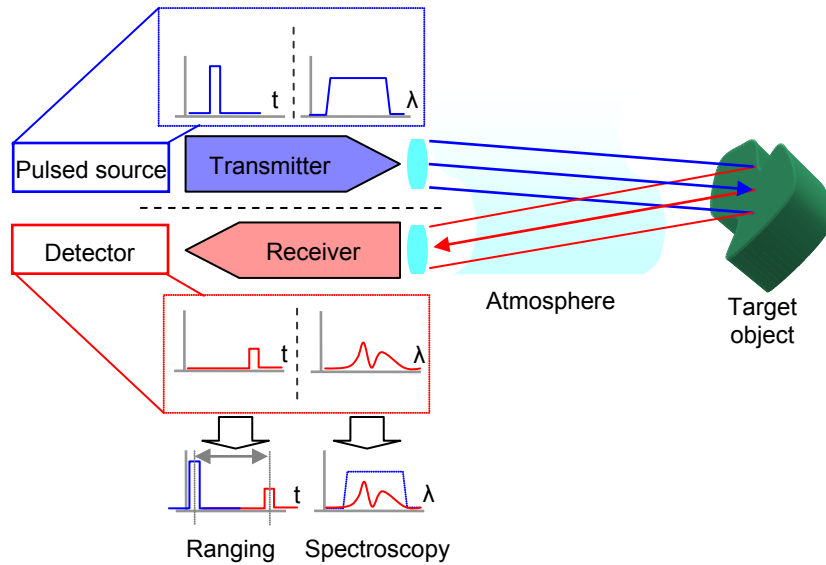 t
λ
Pulsed source
Transmitter
Detector
Receiver
Atmosphere
Target
object
t
λ
t
λ
Ranging
Spectroscopy